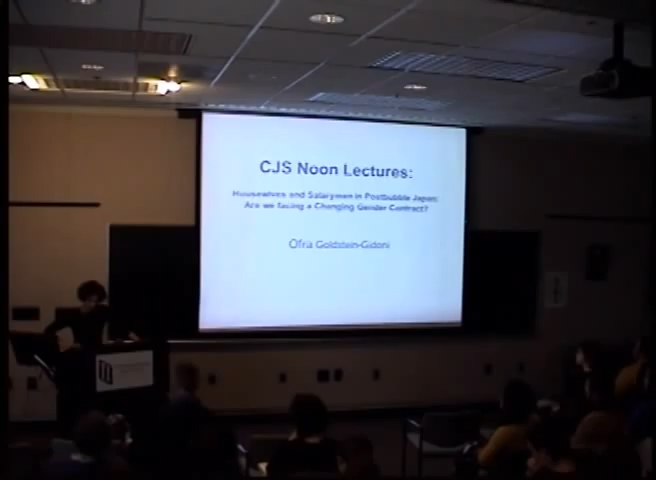 CJS Noon Lectures:
Housewives and Salarymen in Postbubble Japan:
Are we facing a Changing Gender Contract?
Ofra Goldstein-Gidoni